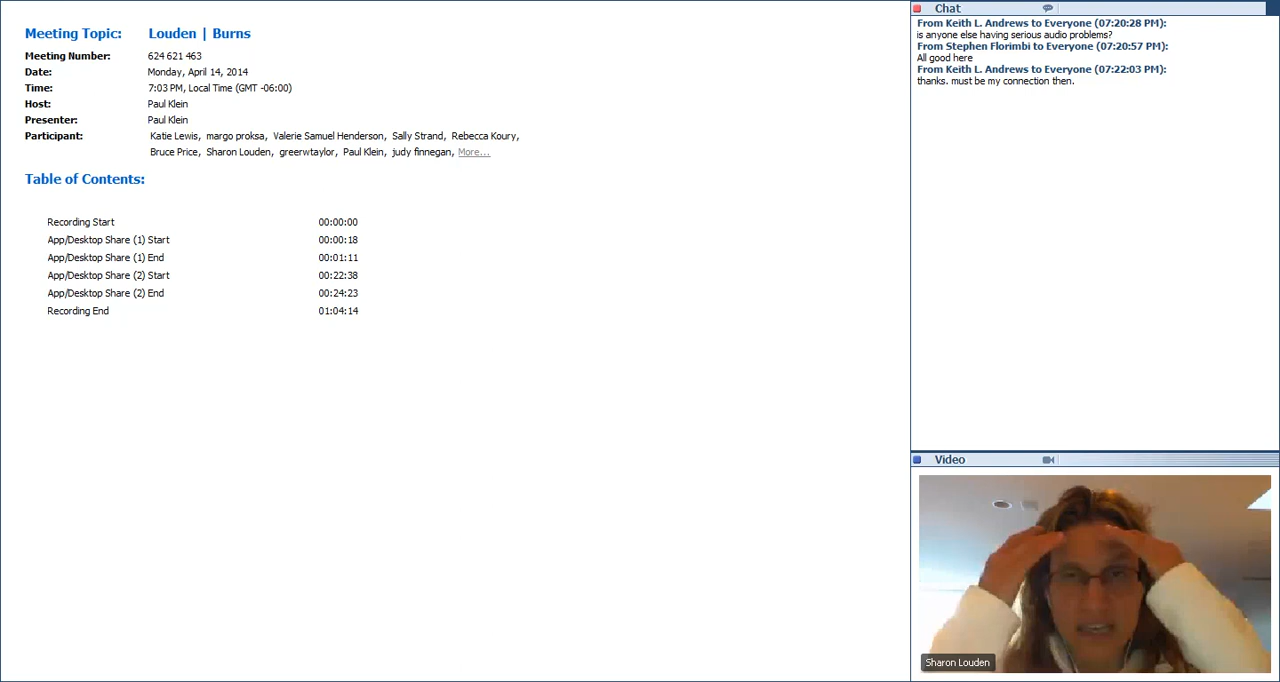 Meeting Topic: Louden | Burns
Meeting Number: 624 621 463
Date: Monday, April 14, 2014
Time: 7:03 PM, Local Time (GMT -06:00)
Host: Paul Klein
Presenter: Paul Klein
Participant: Katie Lewis, margo proksa, Valerie Samuel Henderson, Sally Strand, Rebecca Koury,
Bruce Price, Sharon Louden, greerwtaylor, Paul Klein, judy finnegan, More...
Table of Contents:
Recording Start 00:00:00
App/Desktop Share (1) Start 00:00:18
App/Desktop Share (1) End 00:01:11
App/Desktop Share (2) Start 00:22:38
App/Desktop Share (2) End 00:24:23
Recording End 01:04:14
Chat
From Keith L. Andrews to Everyone (07:20:28 PM):
is anyone else having serious audio problems?
From Stephen Florimbi to Everyone (07:20:57 PM):
All good here
From Keith L. Andrews to Everyone (07:22:03 PM):
thanks. must be my connection then.
Video
Sharon Louden